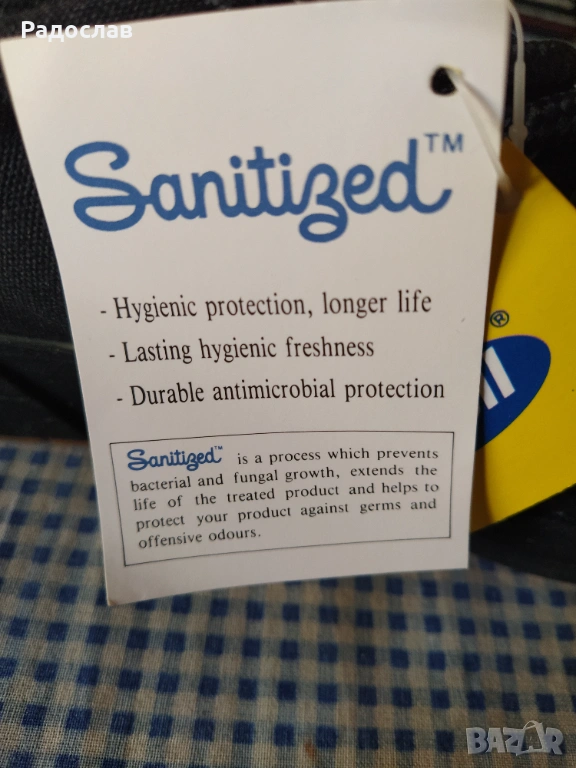 Радослав
Sanitized™
- Hygienic protection, longer life
- Lasting hygienic freshness
- Durable antimicrobial protection
Sanitized™ is a process which prevents
bacterial and fungal growth, extends the
life of the treated product and helps to
protect your product against germs and
offensive odours.
®
BAZAR